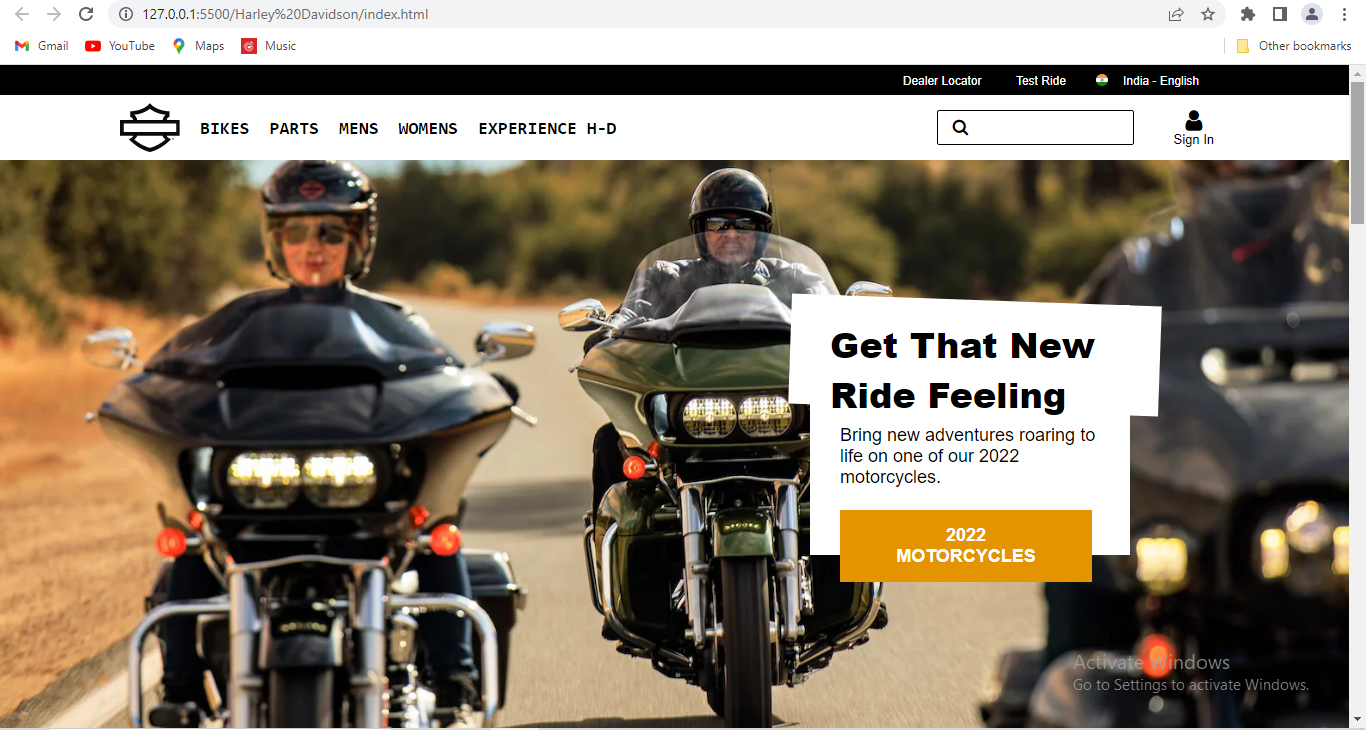 127.0.0.1:5500/Harley%20Davidson/index.html
Gmail YouTube Maps Music Other bookmarks
Dealer Locator Test Ride India - English
BIKES PARTS MENS WOMENS EXPERIENCE H-D
Sign In
Get That New
Ride Feeling
Bring new adventures roaring to
life on one of our 2022
motorcycles.
2022
MOTORCYCLES
Activate Windows
Go to Settings to activate Windows.